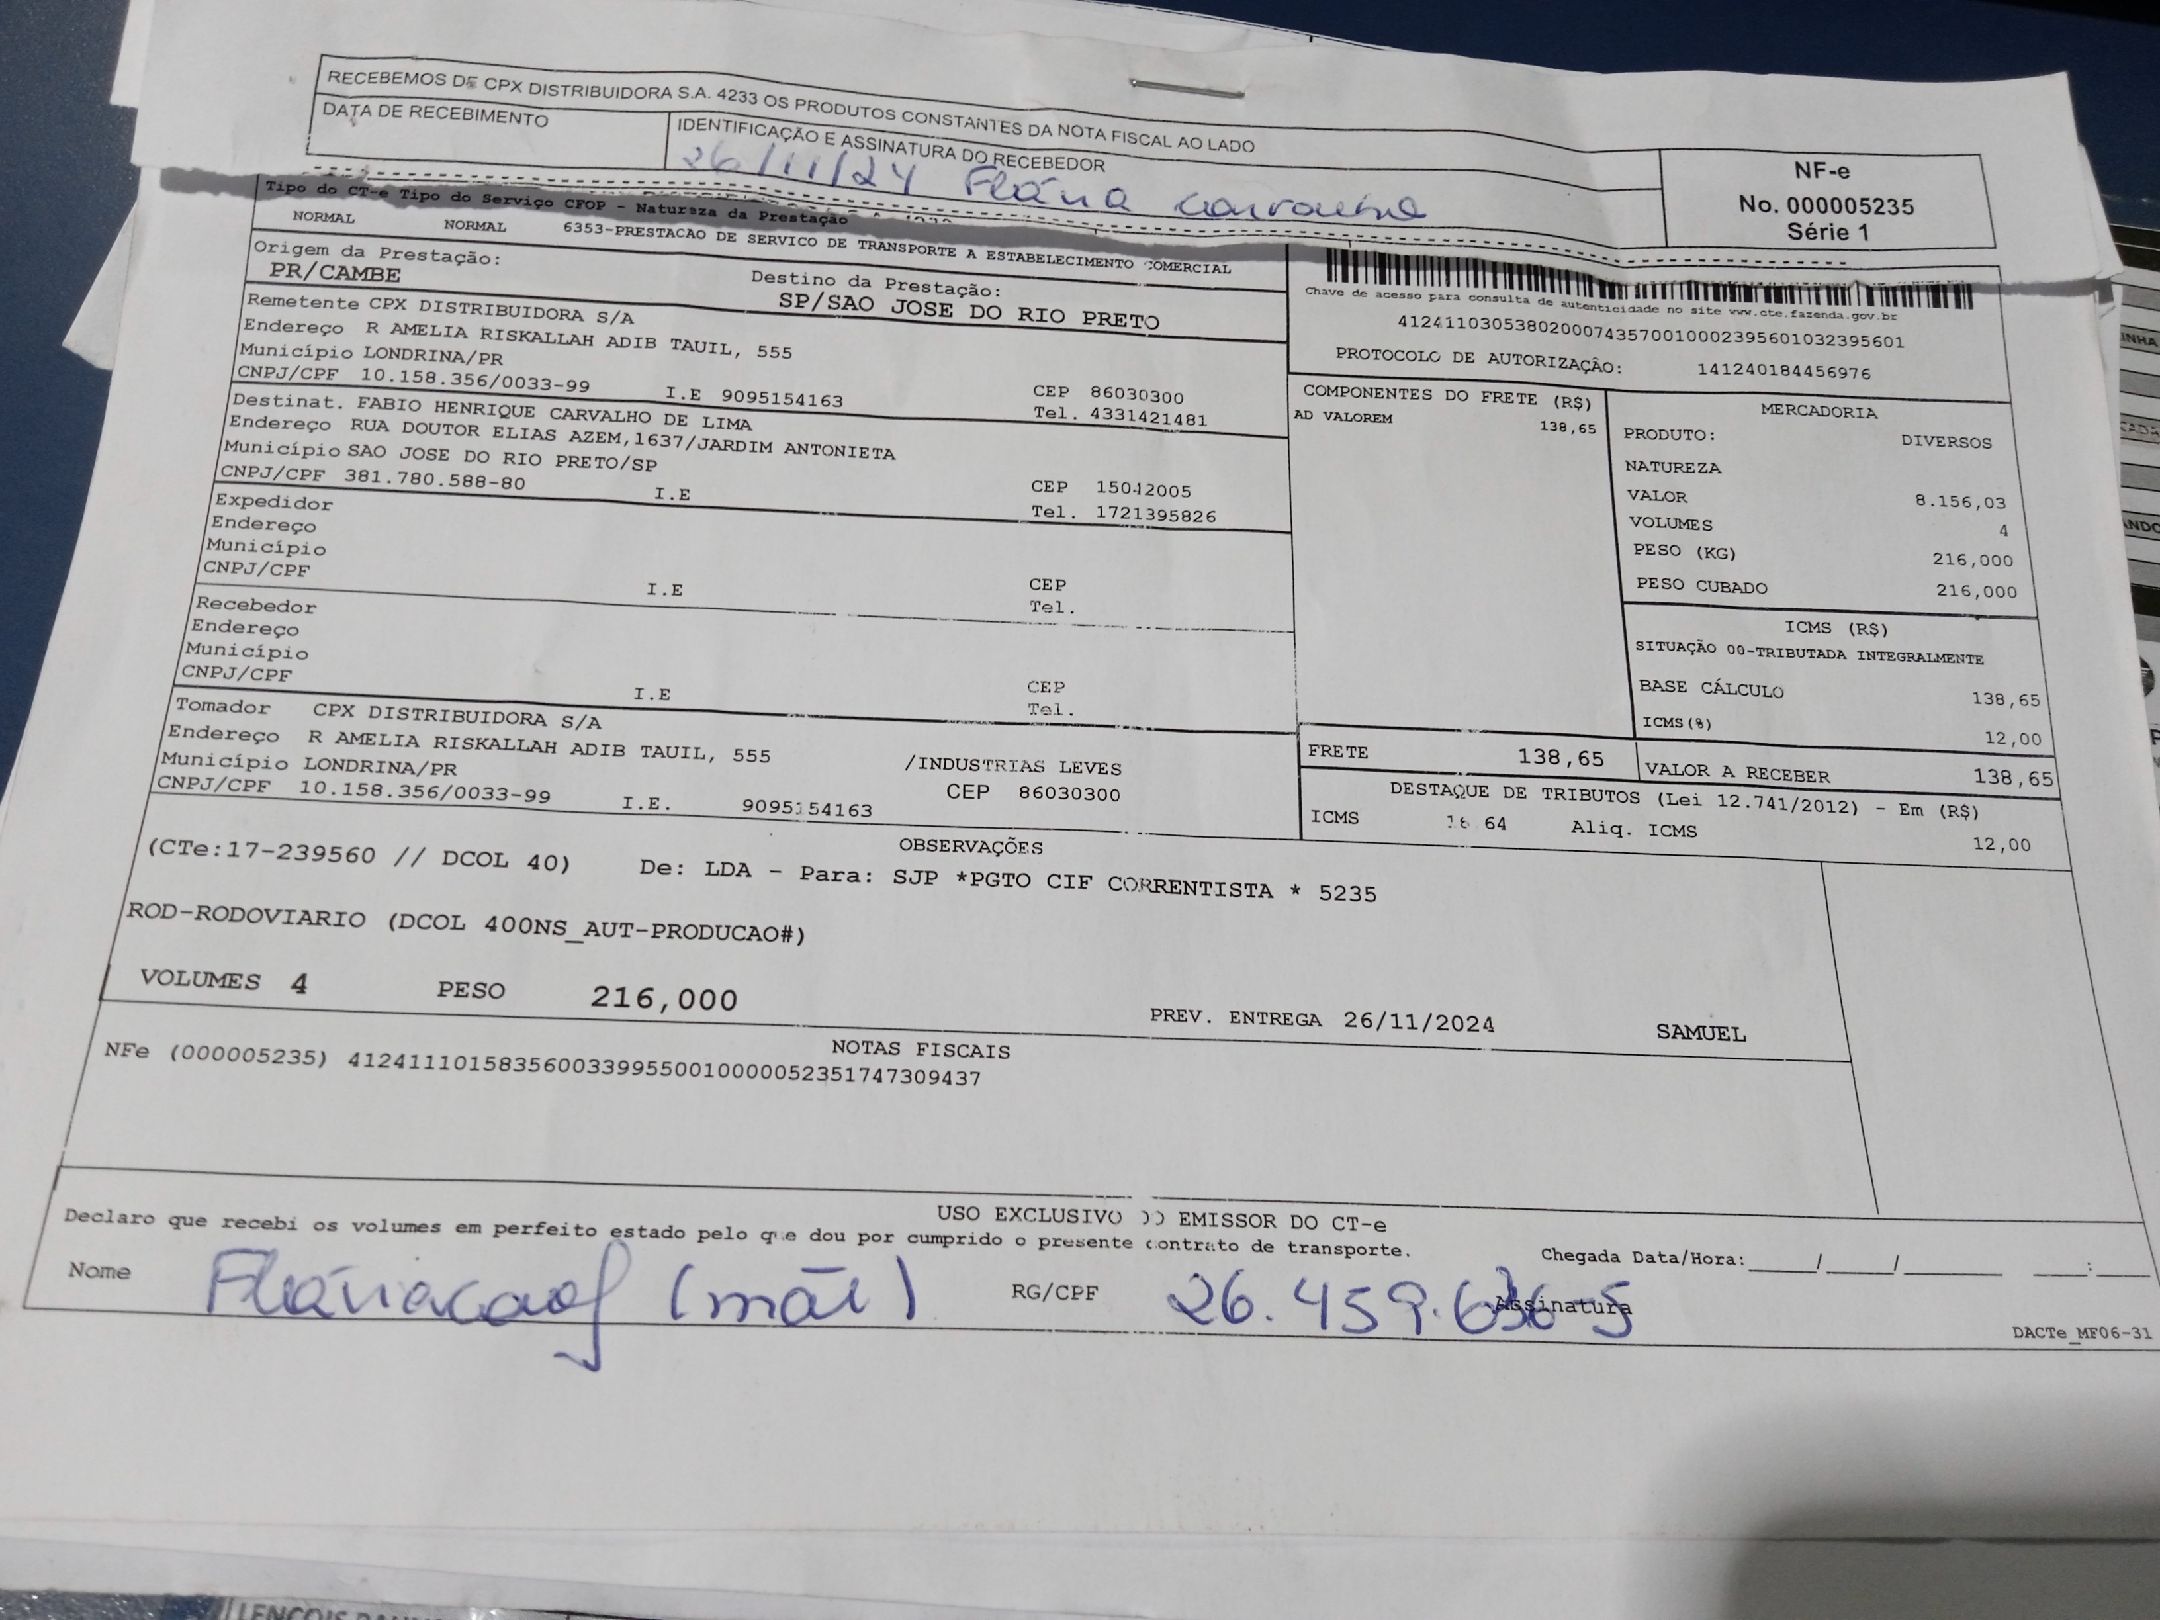 RECEBEMOS DE CPX DISTRIBUIDORA S.A. 4233 OS PRODUTOS CONSTANTES DA NOTA FISCAL AO LADO
DATA DE RECEBIMENTO
IDENTIFICAÇÃO E ASSINATURA DO RECEBEDOR
26/11/24 Flávia
NF-e
No. 000005235
Série 1
Tipo do CT-e Tipo do Serviço CFOP - Natureza da Prestação
NORMAL NORMAL 6353-PRESTACAO DE SERVICO DE TRANSPORTE A ESTABELECIMENTO COMERCIAL
Origem da Prestação:
PR/CAMBE
Destino da Prestação:
SP/SAO JOSE DO RIO PRETO
Chave de acesso para consulta de autenticidade no site www.cte.fazenda.gov.br
41241103053802000743570010002395601032395601
PROTOCOLO DE AUTORIZAÇÃO: 141240184456976
Remetente CPX DISTRIBUIDORA S/A
Endereço R AMELIA RISKALLAH ADIB TAUIL, 555
Município LONDRINA/PR CEP 86030300
CNPJ/CPF 10.158.356/0033-99 I.E 9095154163 Tel. 4331421481
Destinat. FABIO HENRIQUE CARVALHO DE LIMA
Endereço RUA DOUTOR ELIAS AZEM,1637/JARDIM ANTONIETA
Município SAO JOSE DO RIO PRETO/SP CEP 15042005
CNPJ/CPF 381.780.588-80 I.E Tel. 1721395826
Expedidor
Endereço
Município CEP
CNPJ/CPF I.E Tel.
Recebedor
Endereço
Município CEP
CNPJ/CPF I.E Tel.
Tomador CPX DISTRIBUIDORA S/A
Endereço R AMELIA RISKALLAH ADIB TAUIL, 555 /INDUSTRIAS LEVES
Município LONDRINA/PR CEP 86030300
CNPJ/CPF 10.158.356/0033-99 I.E. 9095154163
COMPONENTES DO FRETE (R$)
AD VALOREM 138,65
MERCADORIA
PRODUTO: DIVERSOS
NATUREZA
VALOR 8.156,03
VOLUMES 4
PESO (KG) 216,000
PESO CUBADO 216,000
ICMS (R$)
SITUAÇÃO 00-TRIBUTADA INTEGRALMENTE
BASE CÁLCULO 138,65
ICMS(%) 12,00
FRETE 138,65 VALOR A RECEBER 138,65
DESTAQUE DE TRIBUTOS (Lei 12.741/2012) - Em (R$)
ICMS 16.64 Aliq. ICMS 12,00
OBSERVAÇÕES
(CTe:17-239560 // DCOL 40) De: LDA - Para: SJP *PGTO CIF CORRENTISTA * 5235
ROD-RODOVIARIO (DCOL 400NS_AUT-PRODUCAO#)
VOLUMES 4 PESO 216,000 PREV. ENTREGA 26/11/2024 SAMUEL
NOTAS FISCAIS
NFe (000005235) 41241110158356003399550010000052351747309437
USO EXCLUSIVO DO EMISSOR DO CT-e
Declaro que recebi os volumes em perfeito estado pelo que dou por cumprido o presente contrato de transporte.
Chegada Data/Hora:_____/_____/_______ ____:____
Nome (mãe) RG/CPF 26.459.636-5 Assinatura
DACTe_MF06-31